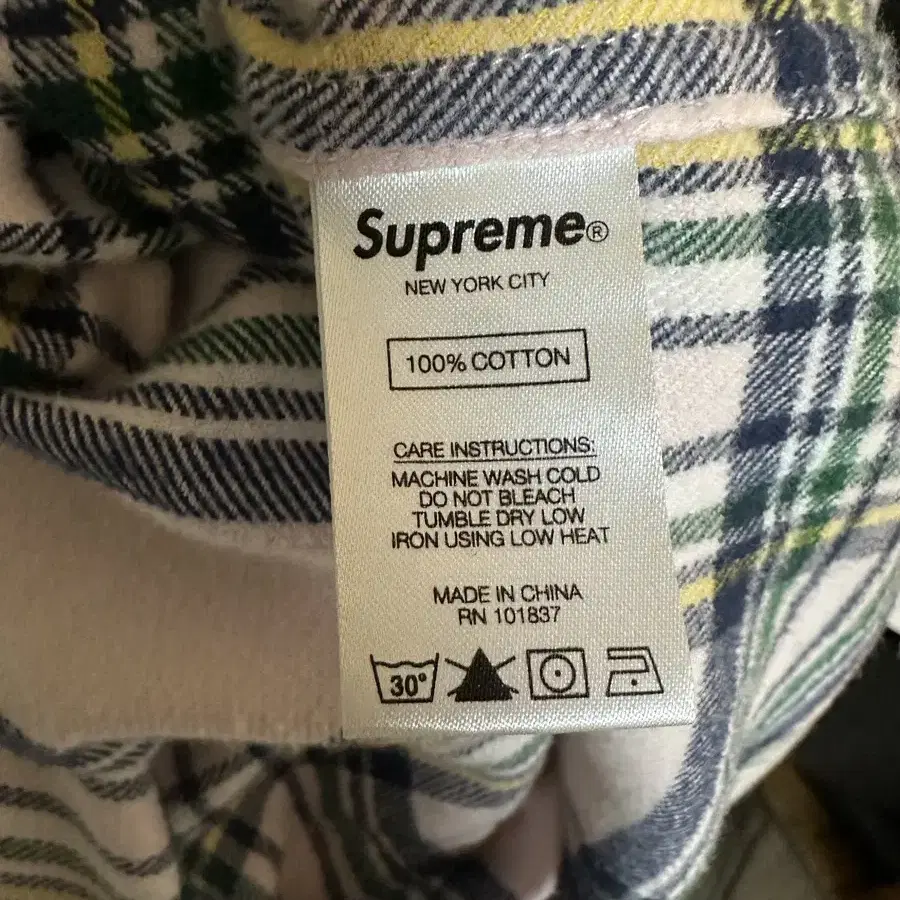 Supreme®
NEW YORK CITY
100% COTTON
CARE INSTRUCTIONS:
MACHINE WASH COLD
DO NOT BLEACH
TUMBLE DRY LOW
IRON USING LOW HEAT
MADE IN CHINA
RN 101837
30°